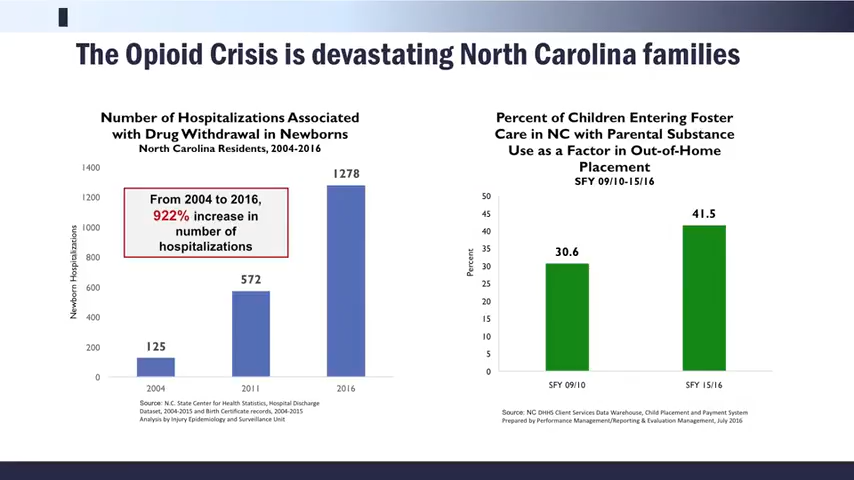 The Opioid Crisis is devastating North Carolina families
Number of Hospitalizations Associated
with Drug Withdrawal in Newborns
North Carolina Residents, 2004-2016
1400
1200
1000
800
600
400
200
0
Newborn Hospitalizations
From 2004 to 2016,
922% increase in
number of
hospitalizations
125
572
1278
2004
2011
2016
Source: N.C. State Center for Health Statistics, Hospital Discharge
Dataset, 2004-2015 and Birth Certificate records, 2004-2015
Analysis by Injury Epidemiology and Surveillance Unit
Percent of Children Entering Foster
Care in NC with Parental Substance
Use as a Factor in Out-of-Home
Placement
SFY 09/10-15/16
50
45
40
35
30
25
20
15
10
5
0
Percent
30.6
41.5
SFY 09/10
SFY 15/16
Source: NC DHHS Client Services Data Warehouse, Child Placement and Payment System
Prepared by Performance Management/Reporting & Evaluation Management, July 2016